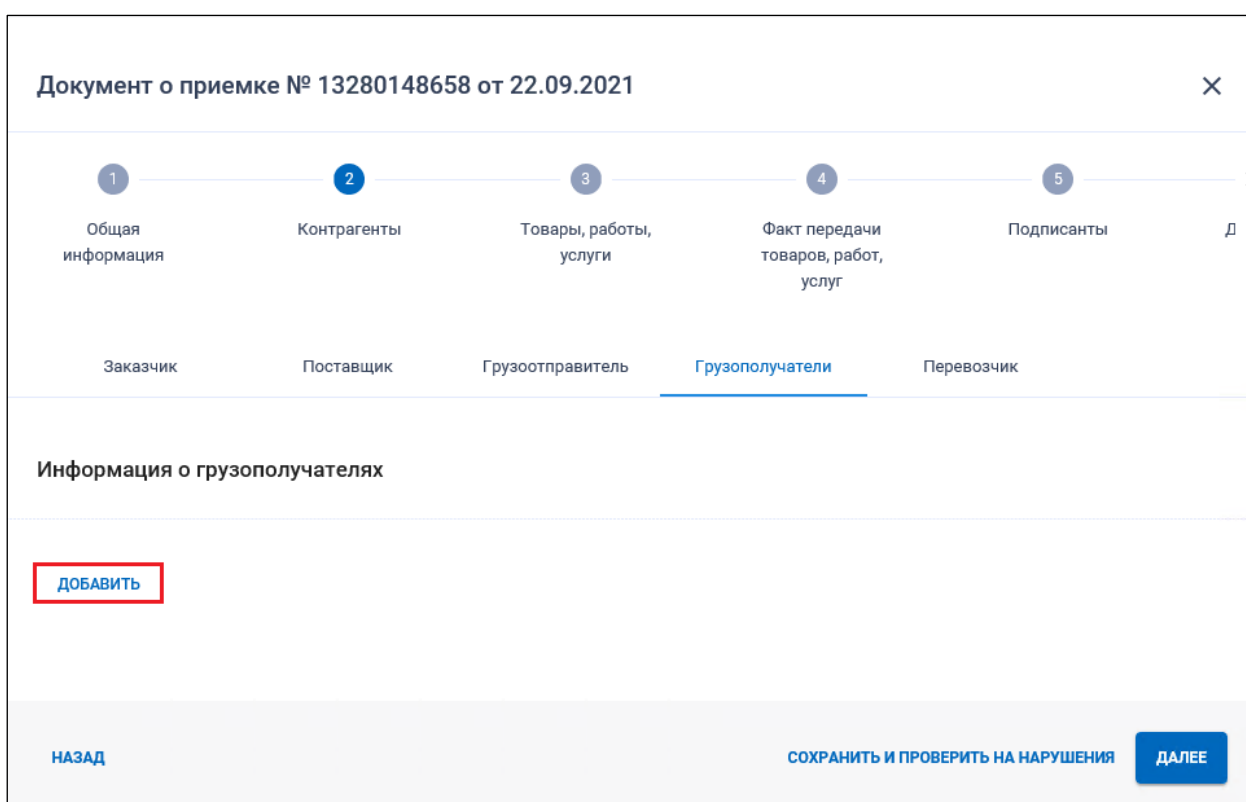 Документ о приемке № 13280148658 от 22.09.2021
1 2 3 4 5
Общая
информация
Контрагенты
Товары, работы,
услуги
Факт передачи
товаров, работ,
услуг
Подписанты
Д
Заказчик Поставщик Грузоотправитель Грузополучатели Перевозчик
Информация о грузополучателях
ДОБАВИТЬ
НАЗАД СОХРАНИТЬ И ПРОВЕРИТЬ НА НАРУШЕНИЯ ДАЛЕЕ